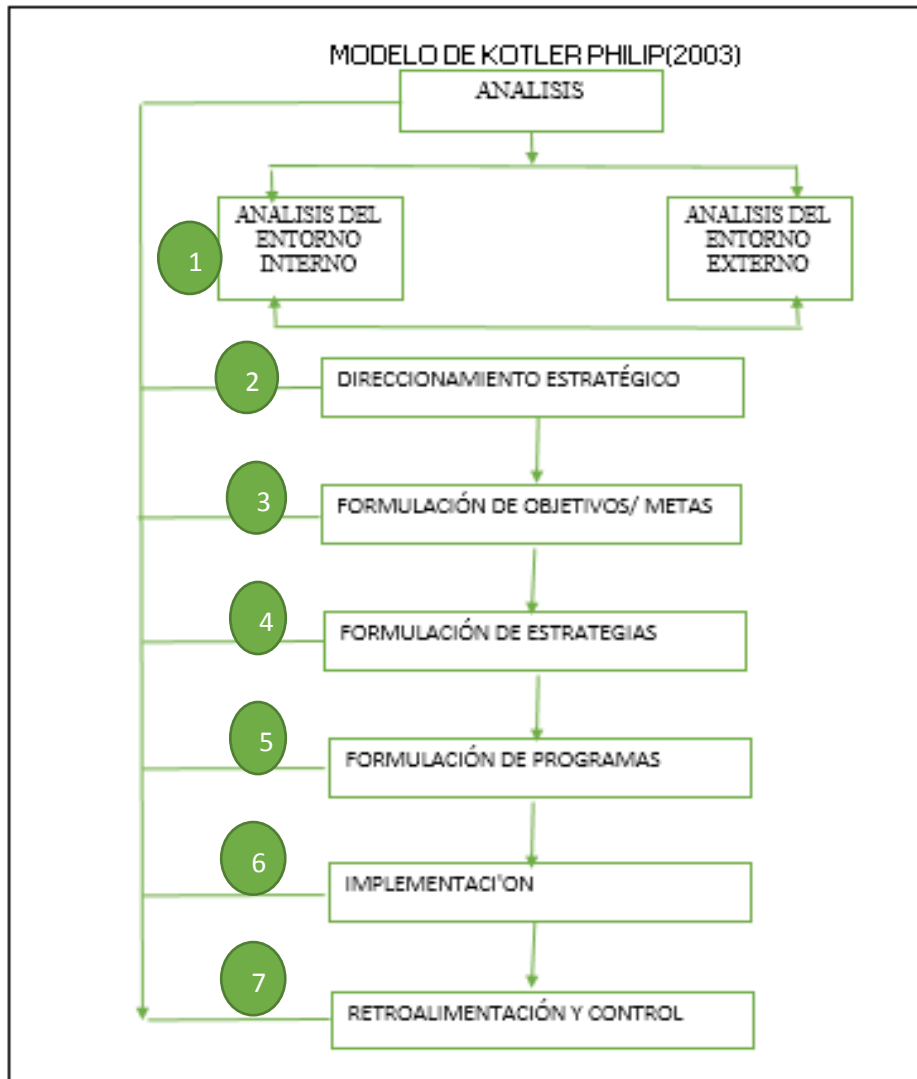 MODELO DE KOTLER PHILIP(2003)
ANALISIS
ANALISIS DEL
ENTORNO
INTERNO
ANALISIS DEL
ENTORNO
EXTERNO
1
2
DIRECCIONAMIENTO ESTRATÉGICO
3
FORMULACIÓN DE OBJETIVOS/ METAS
4
FORMULACIÓN DE ESTRATEGIAS
5
FORMULACIÓN DE PROGRAMAS
6
IMPLEMENTACI'ON
7
RETROALIMENTACIÓN Y CONTROL